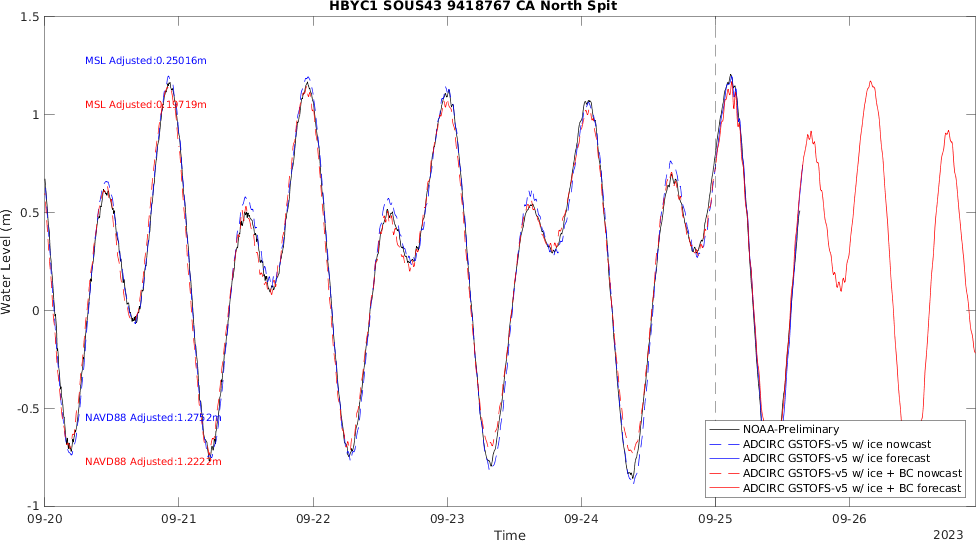 HBYC1 SOUS43 9418767 CA North Spit
1.5
1
0.5
0
-0.5
-1
Water Level (m)
MSL Adjusted:0.25016m
MSL Adjusted:0.19719m
NAVD88 Adjusted:1.2752m
NAVD88 Adjusted:1.2222m
NOAA-Preliminary
ADCIRC GSTOFS-v5 w/ ice nowcast
ADCIRC GSTOFS-v5 w/ ice forecast
ADCIRC GSTOFS-v5 w/ ice + BC nowcast
ADCIRC GSTOFS-v5 w/ ice + BC forecast
09-20 09-21 09-22 09-23 09-24 09-25 09-26
Time
2023